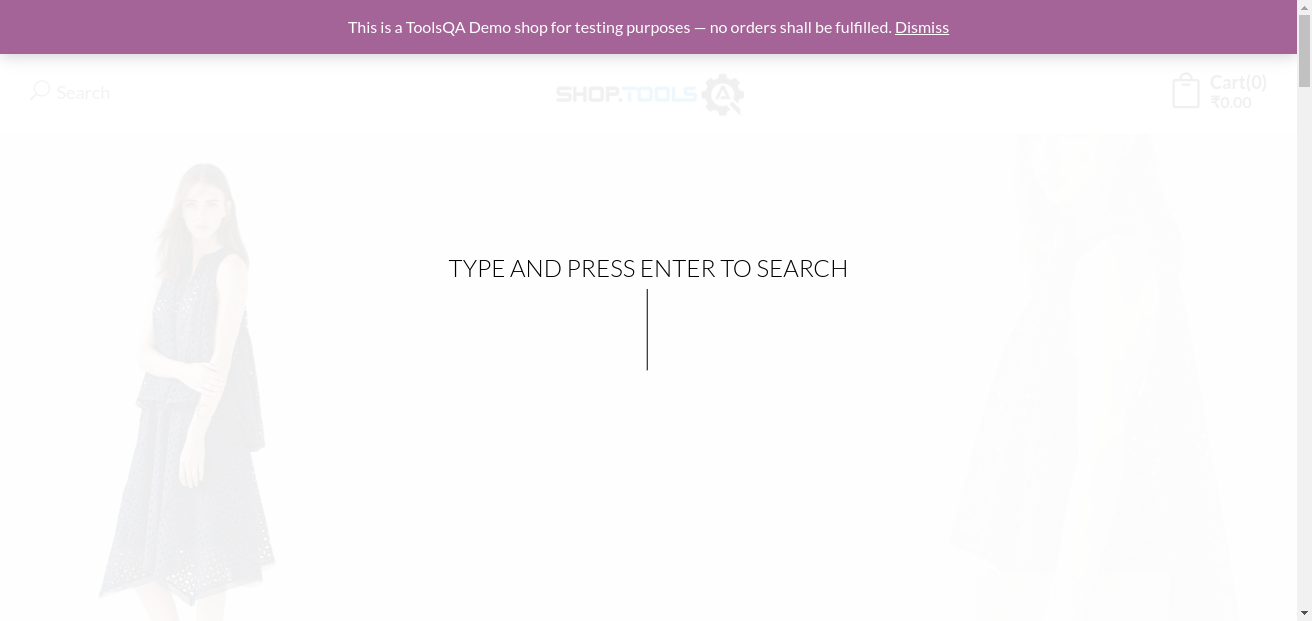 This is a ToolsQA Demo shop for testing purposes — no orders shall be fulfilled. Dismiss
Search
SHOP.TOOLS
Cart(0)
₹0.00
TYPE AND PRESS ENTER TO SEARCH